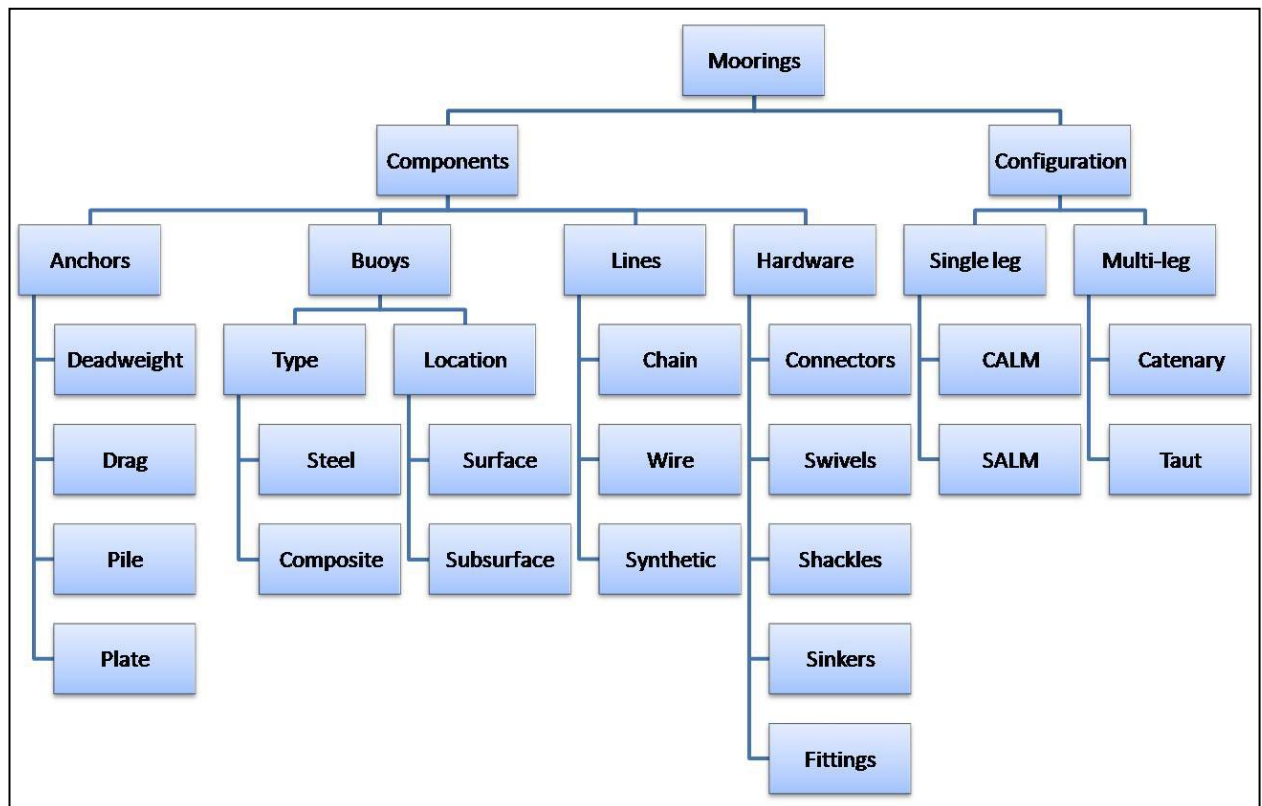 Moorings
Components
Configuration
Anchors
Buoys
Lines
Hardware
Single leg
Multi-leg
Deadweight
Type
Location
Chain
Connectors
CALM
Catenary
Drag
Steel
Surface
Wire
Swivels
SALM
Taut
Pile
Composite
Subsurface
Synthetic
Shackles
Plate
Sinkers
Fittings